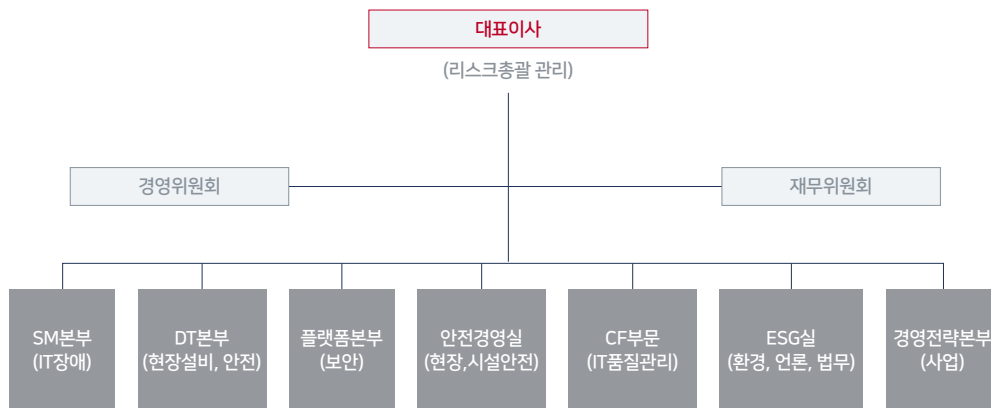 대표이사
(리스크총괄 관리)
경영위원회
재무위원회
SM본부
(IT장애)
DT본부
(현장설비, 안전)
플랫폼본부
(보안)
안전경영실
(현장,시설안전)
CF부문
(IT품질관리)
ESG실
(환경, 언론, 법무)
경영전략본부
(사업)